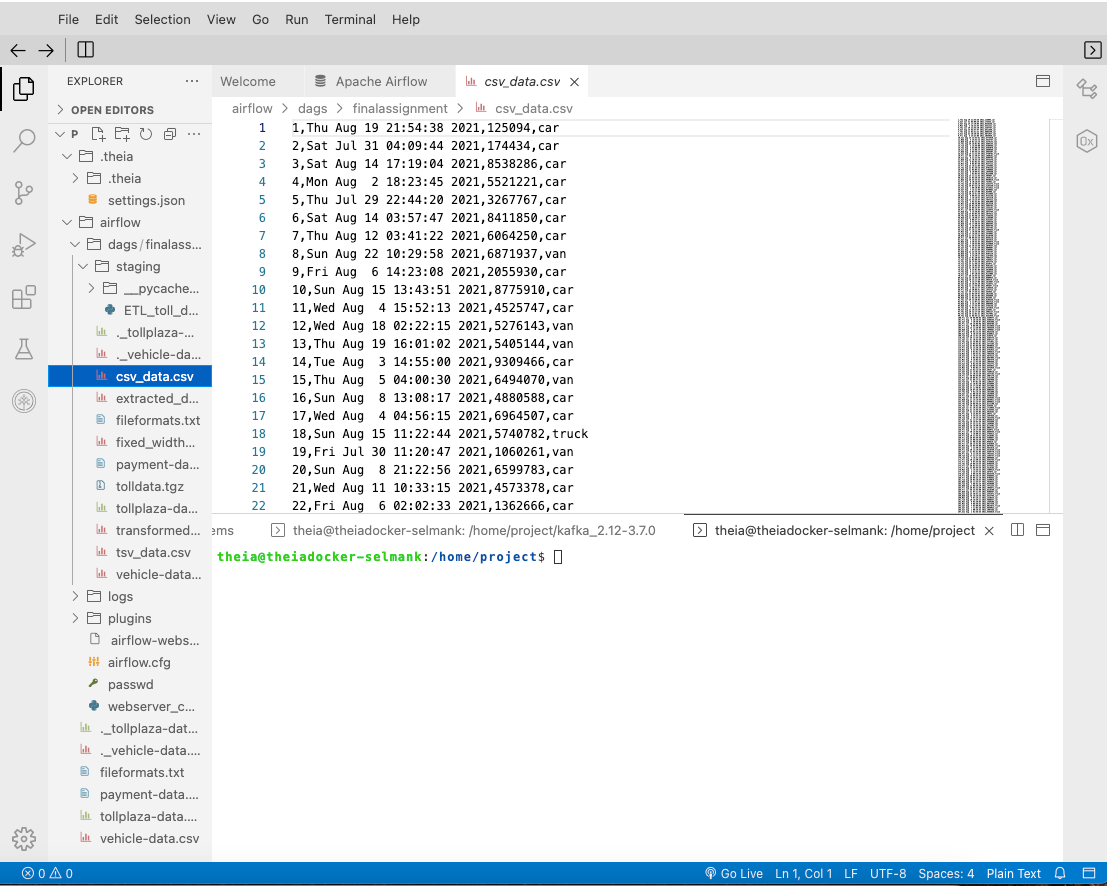 File Edit Selection View Go Run Terminal Help
EXPLORER
OPEN EDITORS
P
.theia
.theia
settings.json
airflow
dags/finalass...
staging
__pycache...
ETL_toll_d...
._tollplaza-...
._vehicle-da...
csv_data.csv
extracted_d...
fileformats.txt
fixed_width...
payment-da...
tolldata.tgz
tollplaza-da...
transformed...
tsv_data.csv
vehicle-data...
logs
plugins
airflow-webs...
airflow.cfg
passwd
webserver_c...
._tollplaza-dat...
._vehicle-data....
fileformats.txt
payment-data....
tollplaza-data....
vehicle-data.csv
Welcome Apache Airflow csv_data.csv
airflow > dags > finalassignment > csv_data.csv
1 1,Thu Aug 19 21:54:38 2021,125094,car
2 2,Sat Jul 31 04:09:44 2021,174434,car
3 3,Sat Aug 14 17:19:04 2021,8538286,car
4 4,Mon Aug  2 18:23:45 2021,5521221,car
5 5,Thu Jul 29 22:44:20 2021,3267767,car
6 6,Sat Aug 14 03:57:47 2021,8411850,car
7 7,Thu Aug 12 03:41:22 2021,6064250,car
8 8,Sun Aug 22 10:29:58 2021,6871937,van
9 9,Fri Aug  6 14:23:08 2021,2055930,car
10 10,Sun Aug 15 13:43:51 2021,8775910,car
11 11,Wed Aug  4 15:52:13 2021,4525747,car
12 12,Wed Aug 18 02:22:15 2021,5276143,van
13 13,Thu Aug 19 16:01:02 2021,5405144,van
14 14,Tue Aug  3 14:55:00 2021,9309466,car
15 15,Thu Aug  5 04:00:30 2021,6494070,van
16 16,Sun Aug  8 13:08:17 2021,4880588,car
17 17,Wed Aug  4 04:56:15 2021,6964507,car
18 18,Sun Aug 15 11:22:44 2021,5740782,truck
19 19,Fri Jul 30 11:20:47 2021,1060261,van
20 20,Sun Aug  8 21:22:56 2021,6599783,car
21 21,Wed Aug 11 10:33:15 2021,4573378,car
22 22,Fri Aug  6 02:02:33 2021,1362666,car
ems theia@theiadocker-selmank: /home/project/kafka_2.12-3.7.0 theia@theiadocker-selmank: /home/project
theia@theiadocker-selmank:/home/project$
0x
0 0 Go Live Ln 1, Col 1 LF UTF-8 Spaces: 4 Plain Text